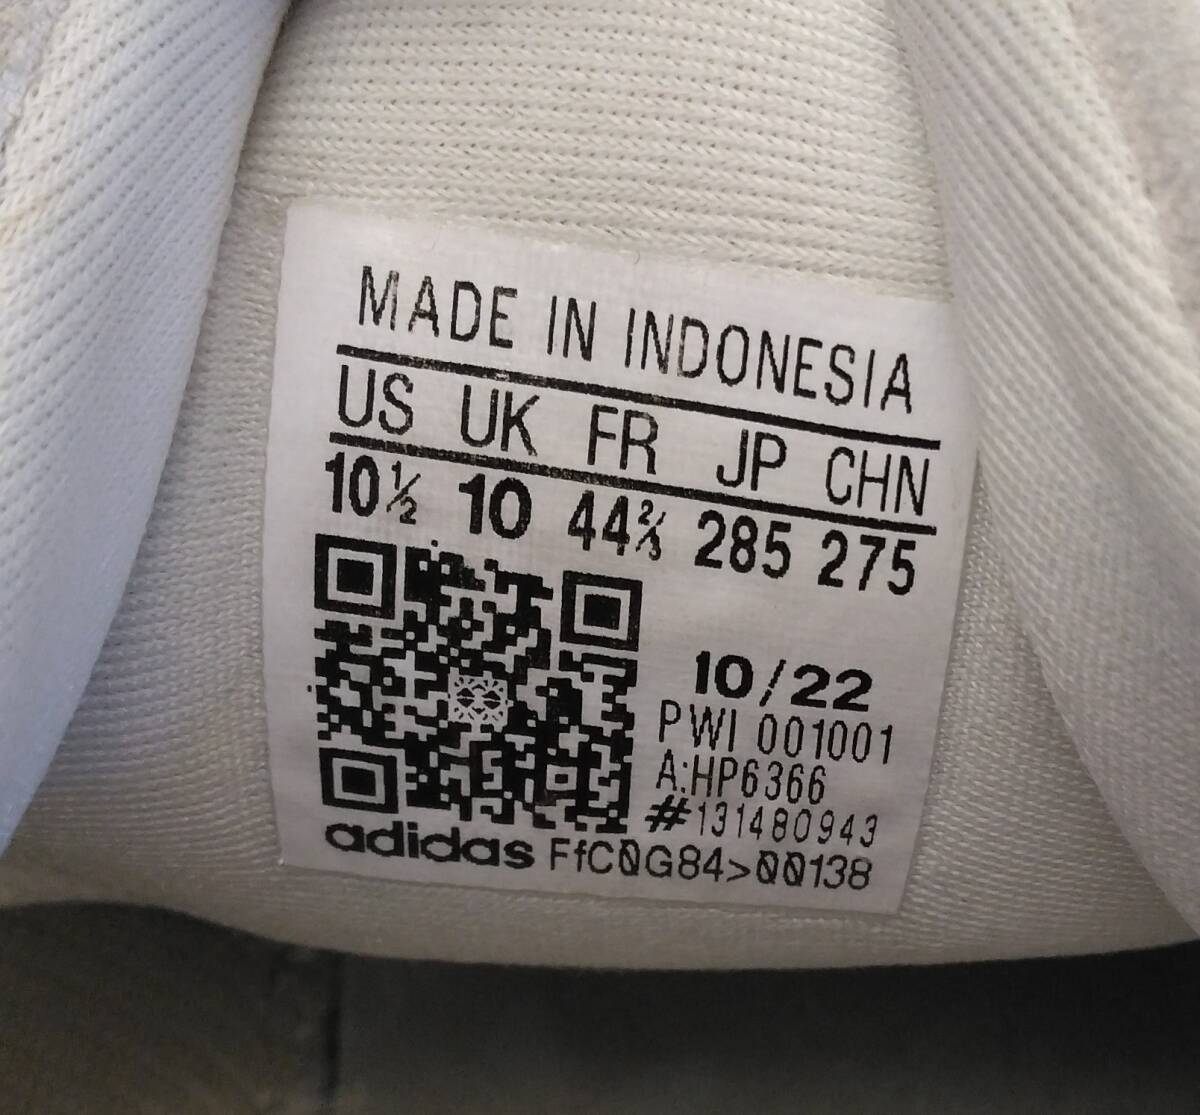 MADE IN INDONESIA
US UK FR JP CHN
10½ 10 44⅔ 285 275
10/22
PWI 001001
A:HP6366
#131480943
adidas FfC0G84>00138